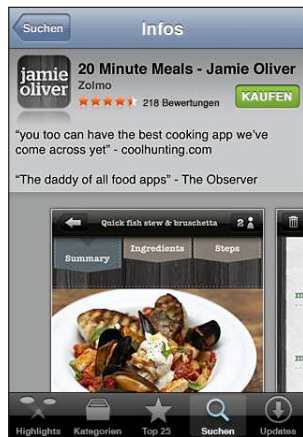 Suchen
Infos
jamie
oliver
20 Minute Meals - Jamie Oliver
Zolmo
218 Bewertungen
KAUFEN
“you too can have the best cooking app we’ve
come across yet” - coolhunting.com
“The daddy of all food apps” - The Observer
Quick fish stew & bruschetta 2
Summary
Ingredients
Steps
Highlights
Kategorien
Top 25
Suchen
Updates